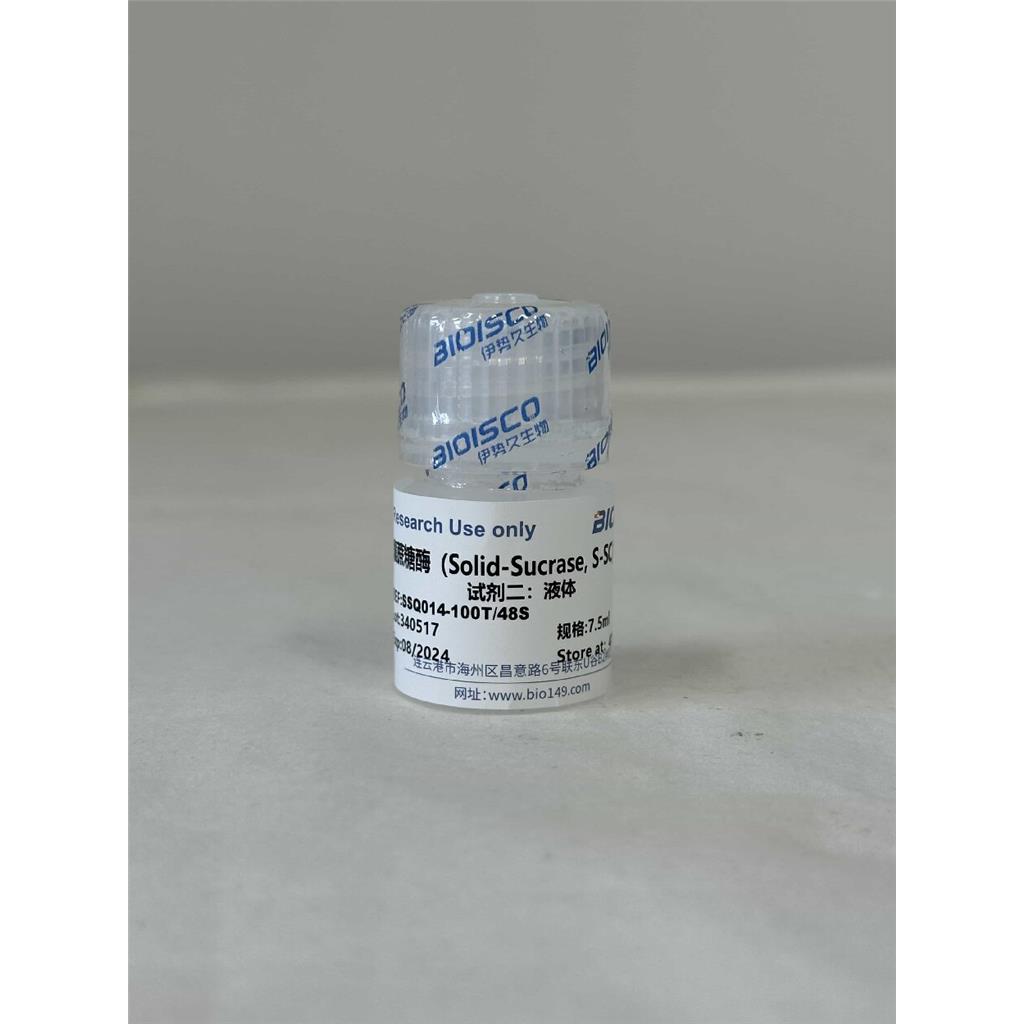 BIOISCO
伊势久生物
BIOISCO
伊势久生物
Research Use only
蔗糖酶 (Solid-Sucrase, S-SC
试剂二：液体
SSQ014-100T/48S
340517
规格:7.5ml
08/2024
Store at:
连云港市海州区昌意路6号联东U谷
网址：www.bio149.com